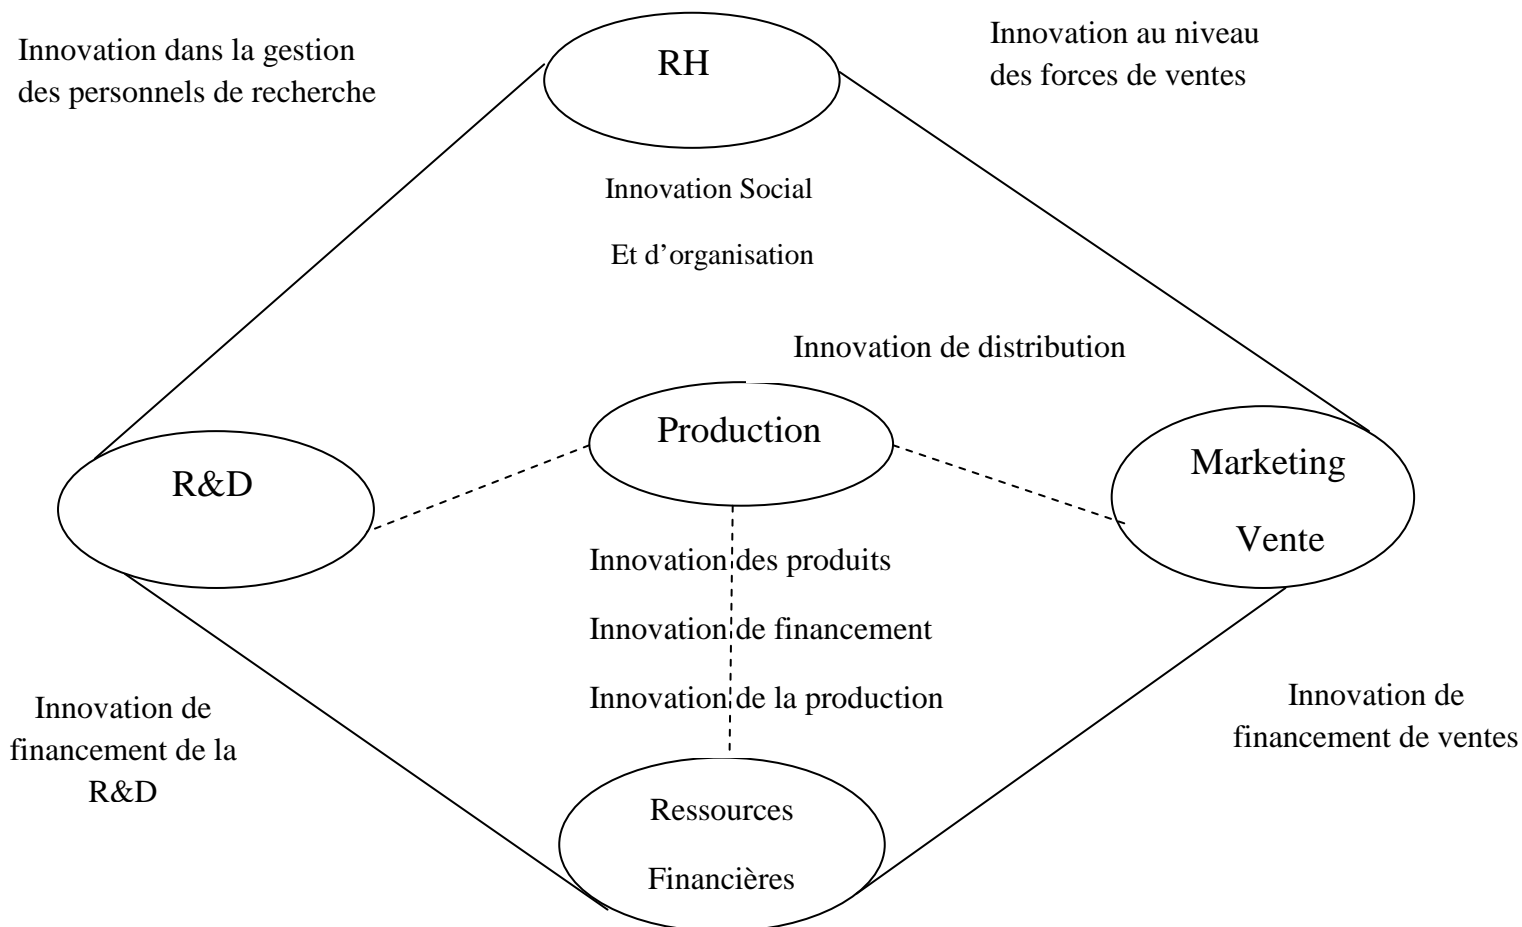 Innovation dans la gestion
des personnels de recherche
RH
Innovation au niveau
des forces de ventes
Innovation Social
Et d’organisation
Innovation de distribution
Production
R&D
Marketing
Vente
Innovation des produits
Innovation de financement
Innovation de la production
Innovation de
financement de la
R&D
Innovation de
financement de ventes
Ressources
Financières